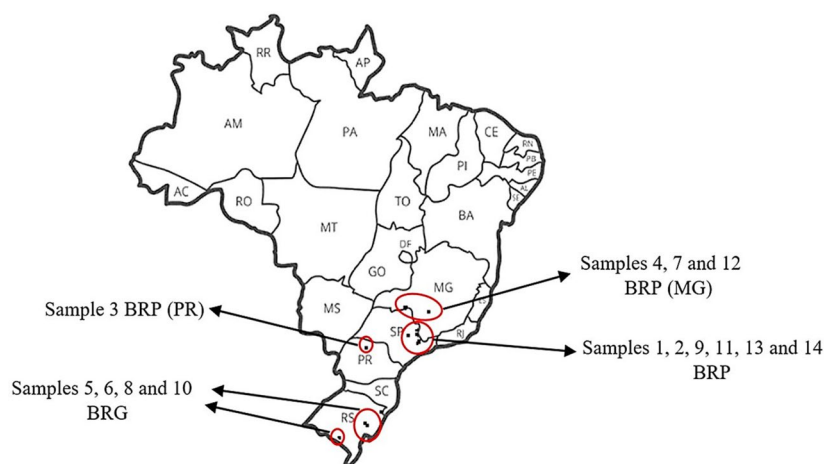 RR
AP
AM
PA
MA
CE
RN
PB
PI
PE
AL
SE
AC
RO
TO
BA
MT
DF
GO
MG
ES
MS
SP
RJ
PR
SC
RS
Samples 4, 7 and 12
BRP (MG)
Sample 3 BRP (PR)
Samples 1, 2, 9, 11, 13 and 14
BRP
Samples 5, 6, 8 and 10
BRG